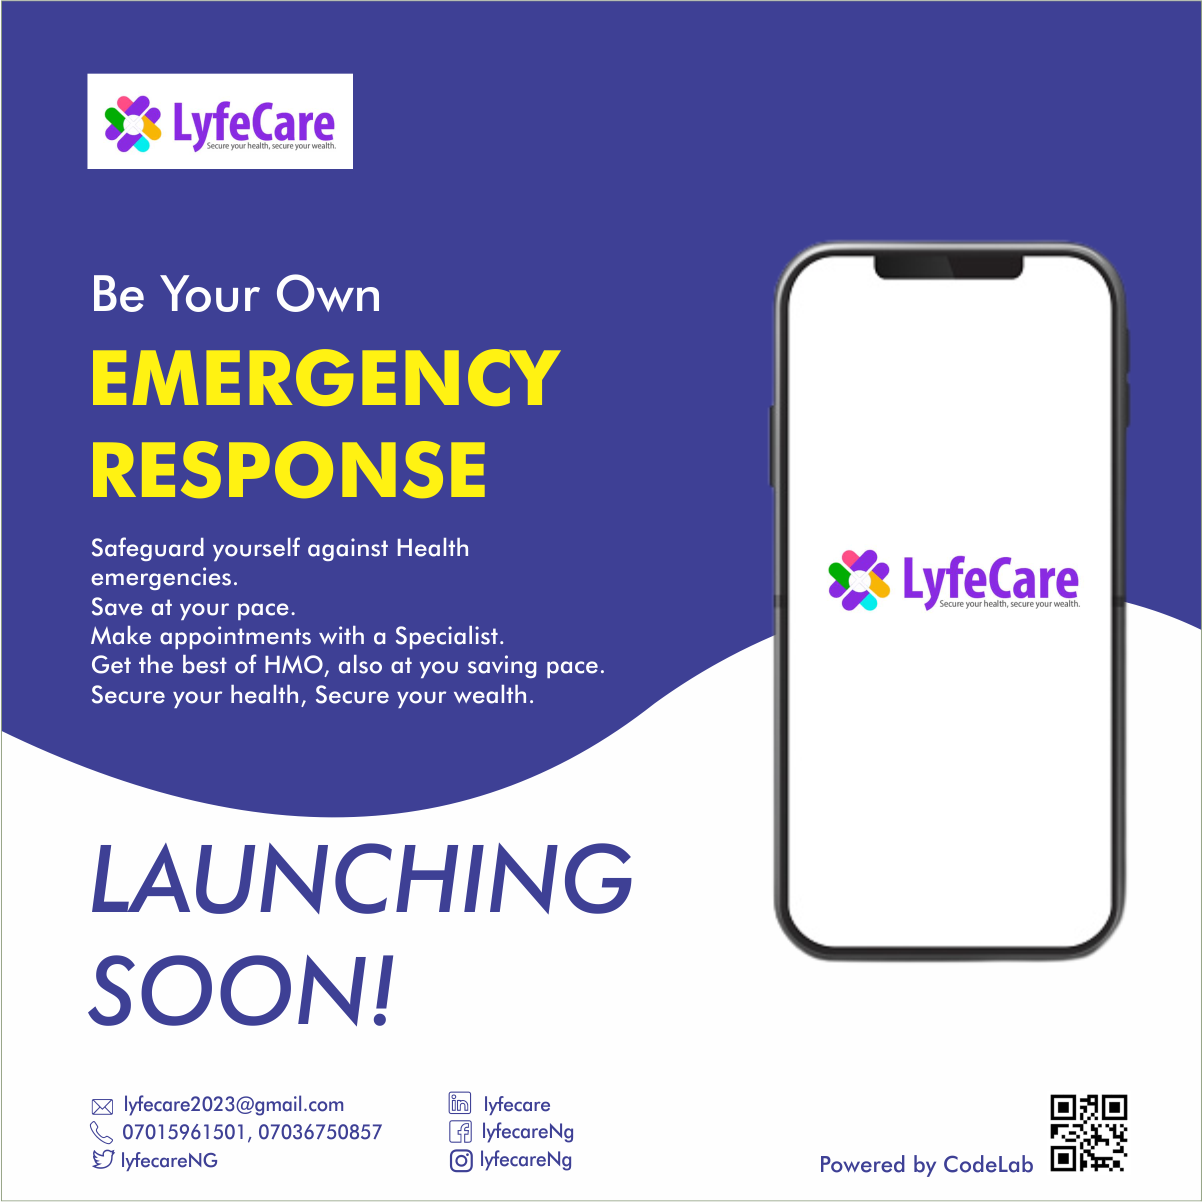 LyfeCare
Secure your health, secure your wealth.
Be Your Own
EMERGENCY
RESPONSE
Safeguard yourself against Health
emergencies.
Save at your pace.
Make appointments with a Specialist.
Get the best of HMO, also at you saving pace.
Secure your health, Secure your wealth.
LyfeCare
Secure your health, secure your wealth.
LAUNCHING
SOON!
lyfecare2023@gmail.com
07015961501, 07036750857
lyfecareNG
lyfecare
lyfecareNg
lyfecareNg
Powered by CodeLab